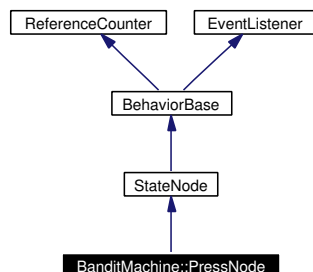 ReferenceCounter EventListener
BehaviorBase
StateNode
BanditMachine::PressNode